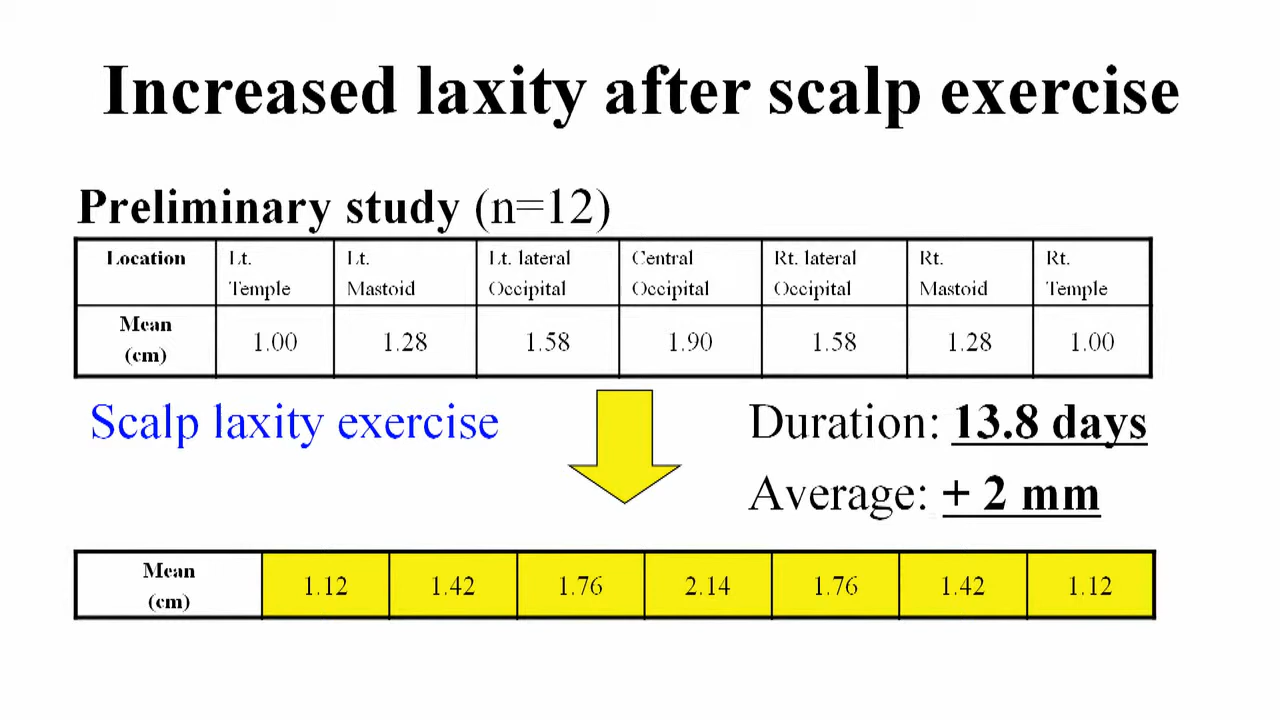 Increased laxity after scalp exercise
Preliminary study (n=12)
Location Lt. Temple Lt. Mastoid Lt. lateral Occipital Central Occipital Rt. lateral Occipital Rt. Mastoid Rt. Temple
Mean (cm) 1.00 1.28 1.58 1.90 1.58 1.28 1.00
Scalp laxity exercise
Duration: 13.8 days
Average: + 2 mm
Mean (cm) 1.12 1.42 1.76 2.14 1.76 1.42 1.12